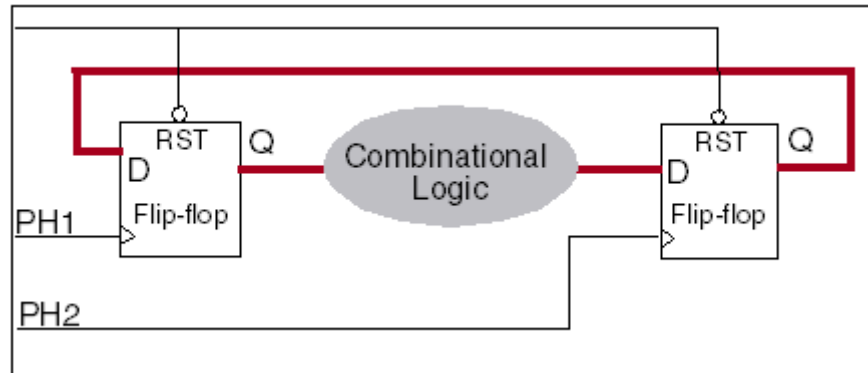 RST
Q
D
Flip-flop
PH1
Combinational
Logic
RST
Q
D
Flip-flop
PH2